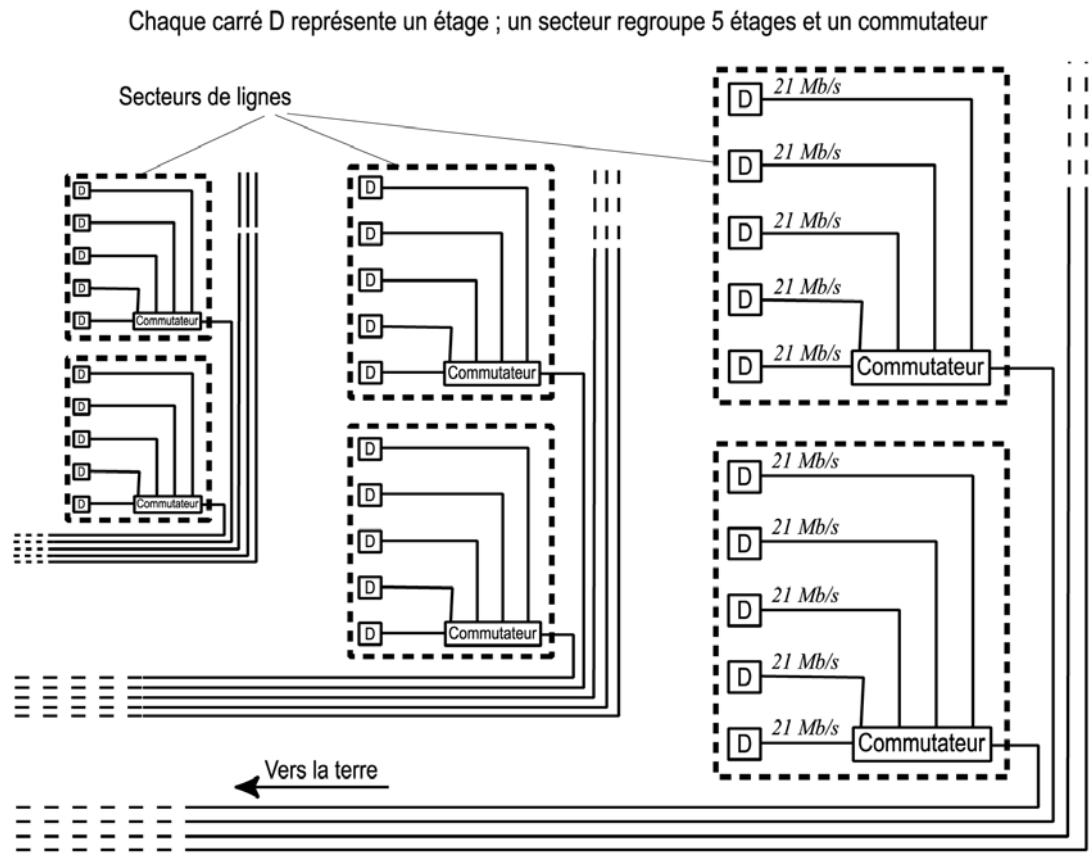 Chaque carré D représente un étage ; un secteur regroupe 5 étages et un commutateur
Secteurs de lignes
D
D
D
D
D
Commutateur
D
D
D
D
D
Commutateur
D
D
D
D
D
Commutateur
D
D
D
D
D
Commutateur
D 21 Mb/s
D 21 Mb/s
D 21 Mb/s
D 21 Mb/s
D 21 Mb/s
Commutateur
D 21 Mb/s
D 21 Mb/s
D 21 Mb/s
D 21 Mb/s
D 21 Mb/s
Commutateur
Vers la terre